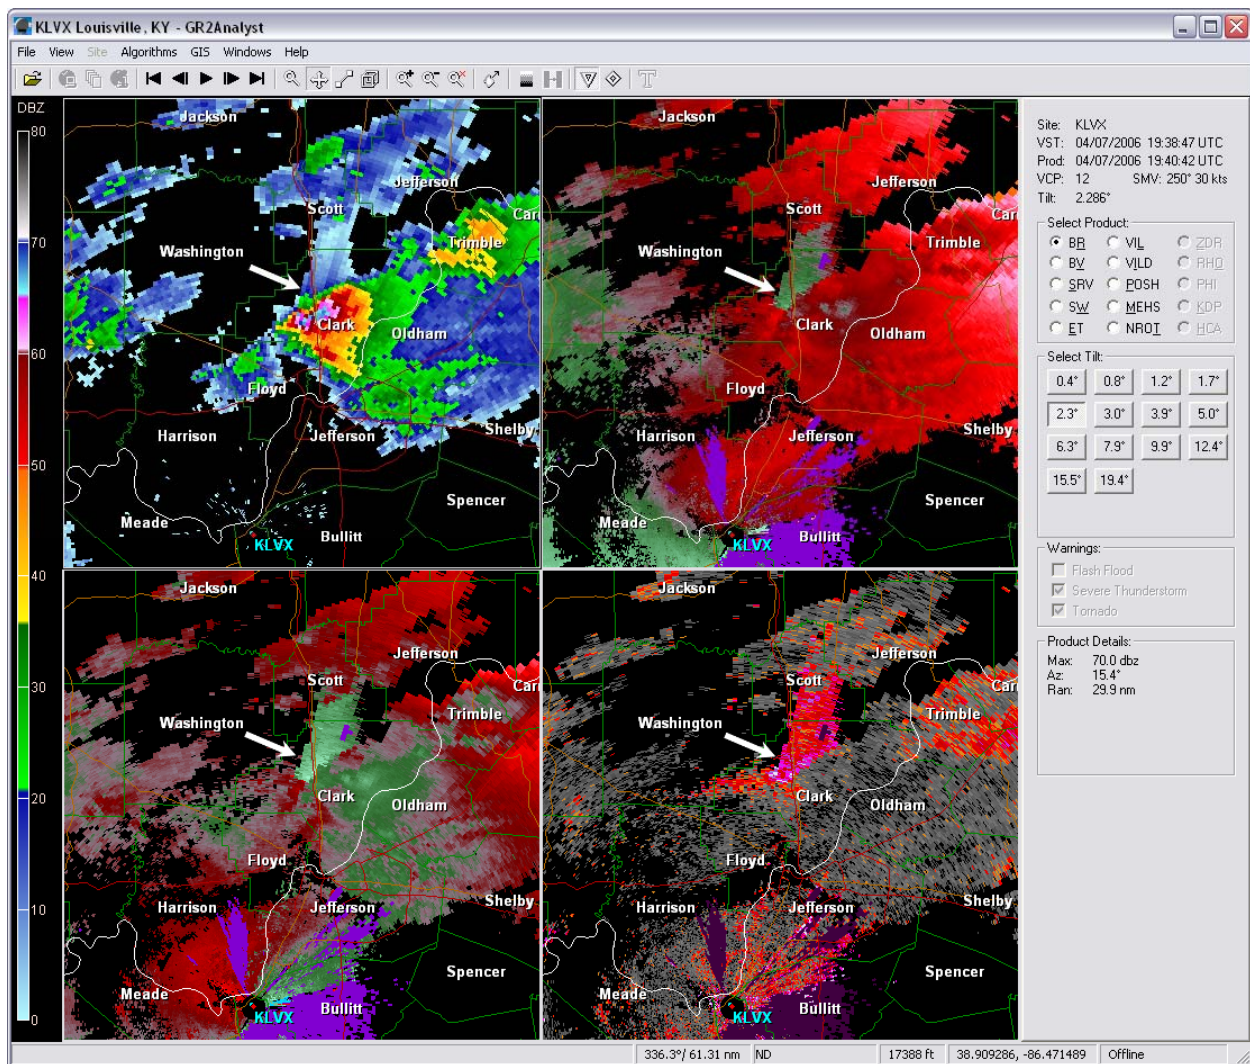 KLVX Louisville, KY - GR2Analyst
File View Site Algorithms GIS Windows Help
DBZ
80
70
60
50
40
30
20
10
0
Jackson
Jefferson
Scott
Car
Trimble
Washington
Clark
Oldham
Floyd
Harrison
Jefferson
Shelby
Spencer
Meade
KLVX
Bullitt
Jackson
Jefferson
Scott
Car
Trimble
Washington
Clark
Oldham
Floyd
Harrison
Jefferson
Shelby
Spencer
Meade
KLVX
Bullitt
Jackson
Jefferson
Scott
Car
Trimble
Washington
Clark
Oldham
Floyd
Harrison
Jefferson
Shelby
Spencer
Meade
KLVX
Bullitt
Jackson
Jefferson
Scott
Car
Trimble
Washington
Clark
Oldham
Floyd
Harrison
Jefferson
Shelby
Spencer
Meade
KLVX
Bullitt
Site: KLVX
VST: 04/07/2006 19:38:47 UTC
Prod: 04/07/2006 19:40:42 UTC
VCP: 12 SMV: 250° 30 kts
Tilt: 2.286°
Select Product:
BR VIL ZDR
BV VILD RHO
SRV POSH PHI
SW MEHS KDP
ET NROT HCA
Select Tilt:
0.4° 0.8° 1.2° 1.7°
2.3° 3.0° 3.9° 5.0°
6.3° 7.9° 9.9° 12.4°
15.5° 19.4°
Warnings:
Flash Flood
Severe Thunderstorm
Tornado
Product Details:
Max: 70.0 dbz
Az: 15.4°
Ran: 29.9 nm
336.3°/ 61.31 nm ND 17388 ft 38.909286, -86.471489 Offline